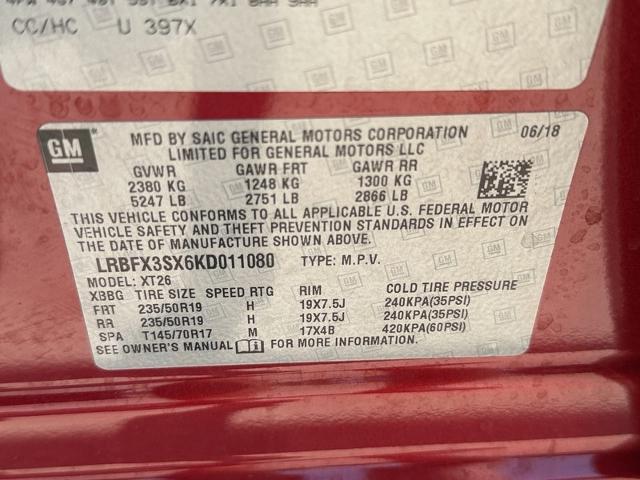 CC/HC U 397X
GM
MFD BY SAIC GENERAL MOTORS CORPORATION 06/18
LIMITED FOR GENERAL MOTORS LLC
GVWR GAWR FRT GAWR RR
2380 KG 1248 KG 1300 KG
5247 LB 2751 LB 2866 LB
THIS VEHICLE CONFORMS TO ALL APPLICABLE U.S. FEDERAL MOTOR
VEHICLE SAFETY AND THEFT PREVENTION STANDARDS IN EFFECT ON
THE DATE OF MANUFACTURE SHOWN ABOVE.
LRBFX3SX6KD011080 TYPE: M.P.V.
MODEL: XT26
XBBG TIRE SIZE SPEED RTG RIM COLD TIRE PRESSURE
FRT 235/50R19 H 19X7.5J 240KPA(35PSI)
RR 235/50R19 H 19X7.5J 240KPA(35PSI)
SPA T145/70R17 M 17X4B 420KPA(60PSI)
SEE OWNER'S MANUAL FOR MORE INFORMATION.